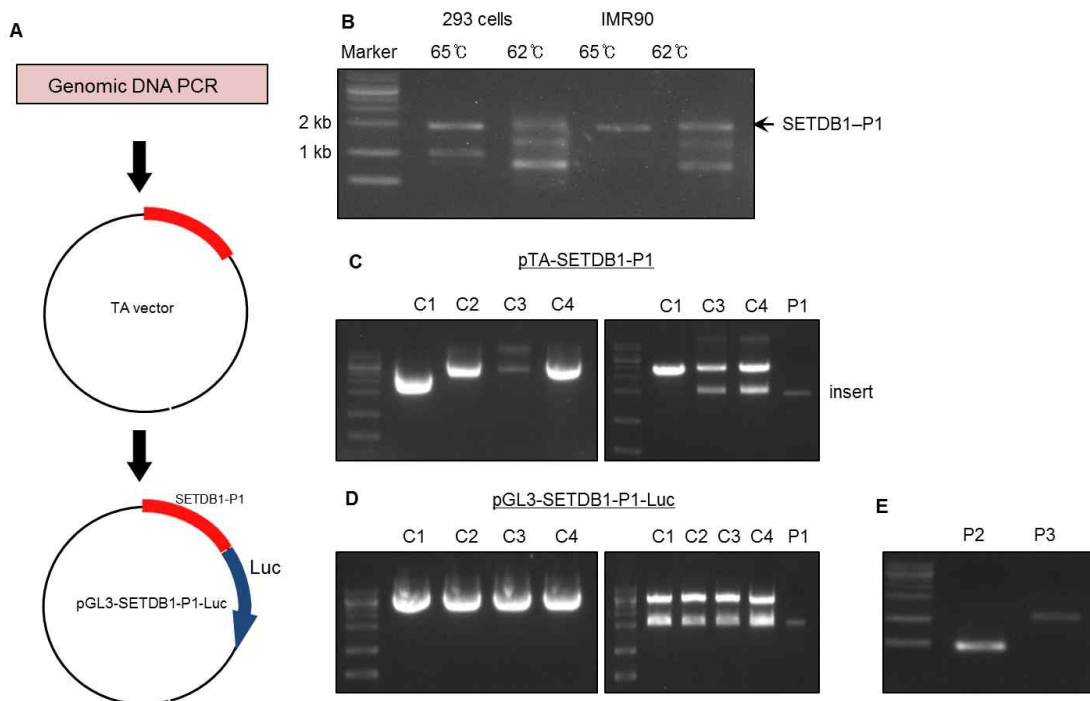 A
Genomic DNA PCR
TA vector
SETDB1-P1
Luc
pGL3-SETDB1-P1-Luc
B
293 cells IMR90
Marker 65℃ 62℃ 65℃ 62℃
2 kb
1 kb
SETDB1–P1
C
pTA-SETDB1-P1
C1 C2 C3 C4
C1 C3 C4 P1
insert
D
pGL3-SETDB1-P1-Luc
C1 C2 C3 C4
C1 C2 C3 C4 P1
E
P2 P3